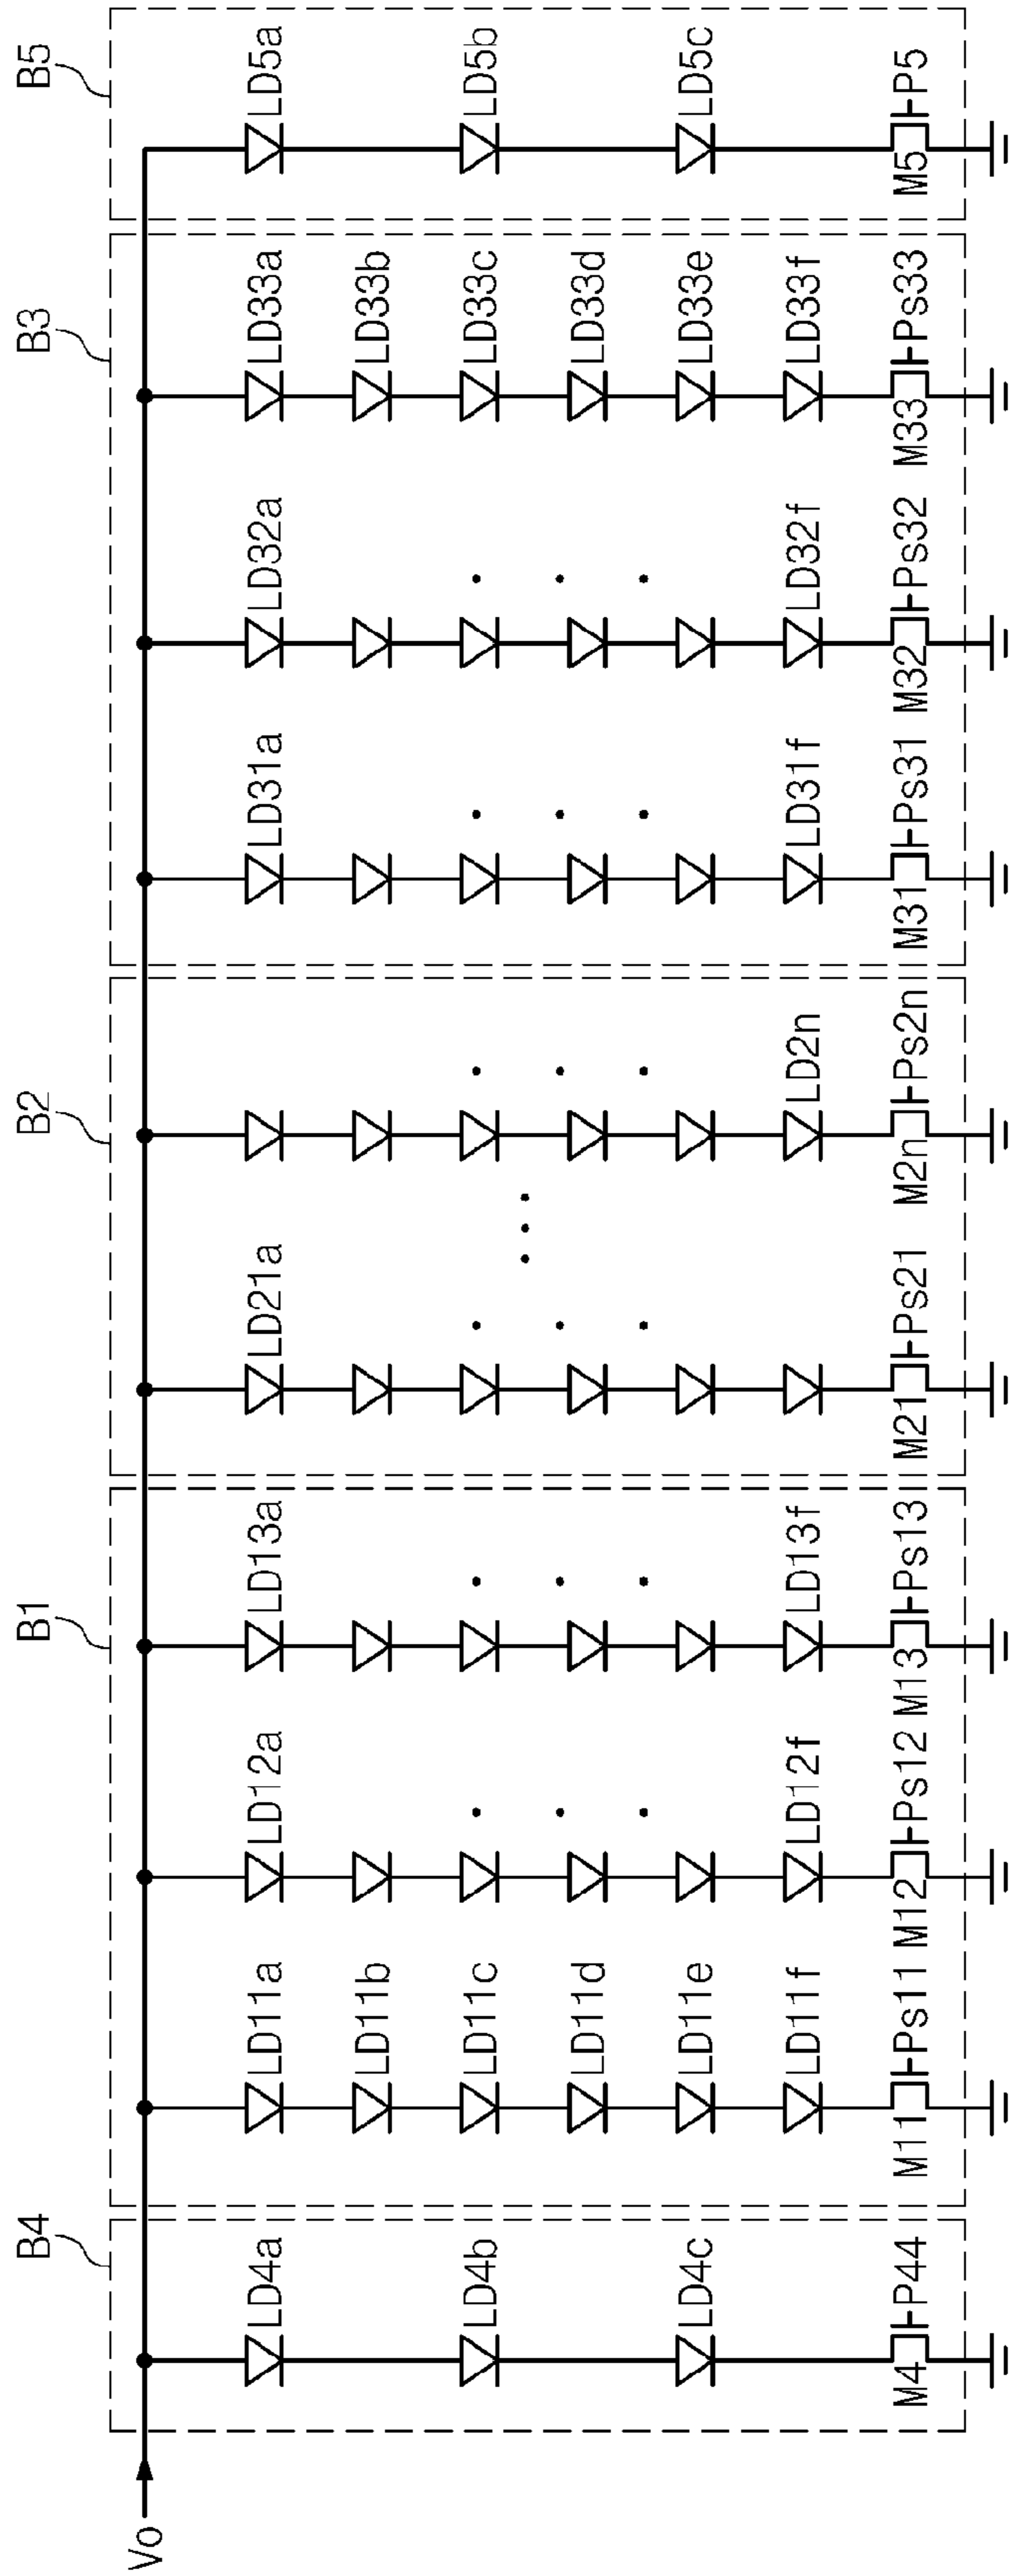 B4
B1
B2
B3
B5
Vo
LD4a
LD11a
LD12a
LD13a
LD21a
LD31a
LD32a
LD33a
LD5a
LD11b
LD33b
LD4b
LD11c
LD33c
LD5b
LD11d
LD33d
LD4c
LD11e
LD33e
LD5c
LD11f
LD12f
LD13f
LD2n
LD31f
LD32f
LD33f
M4 P44
M11 Ps11
M12 Ps12
M13 Ps13
M21 Ps21
M2n Ps2n
M31 Ps31
M32 Ps32
M33 Ps33
M5 P5